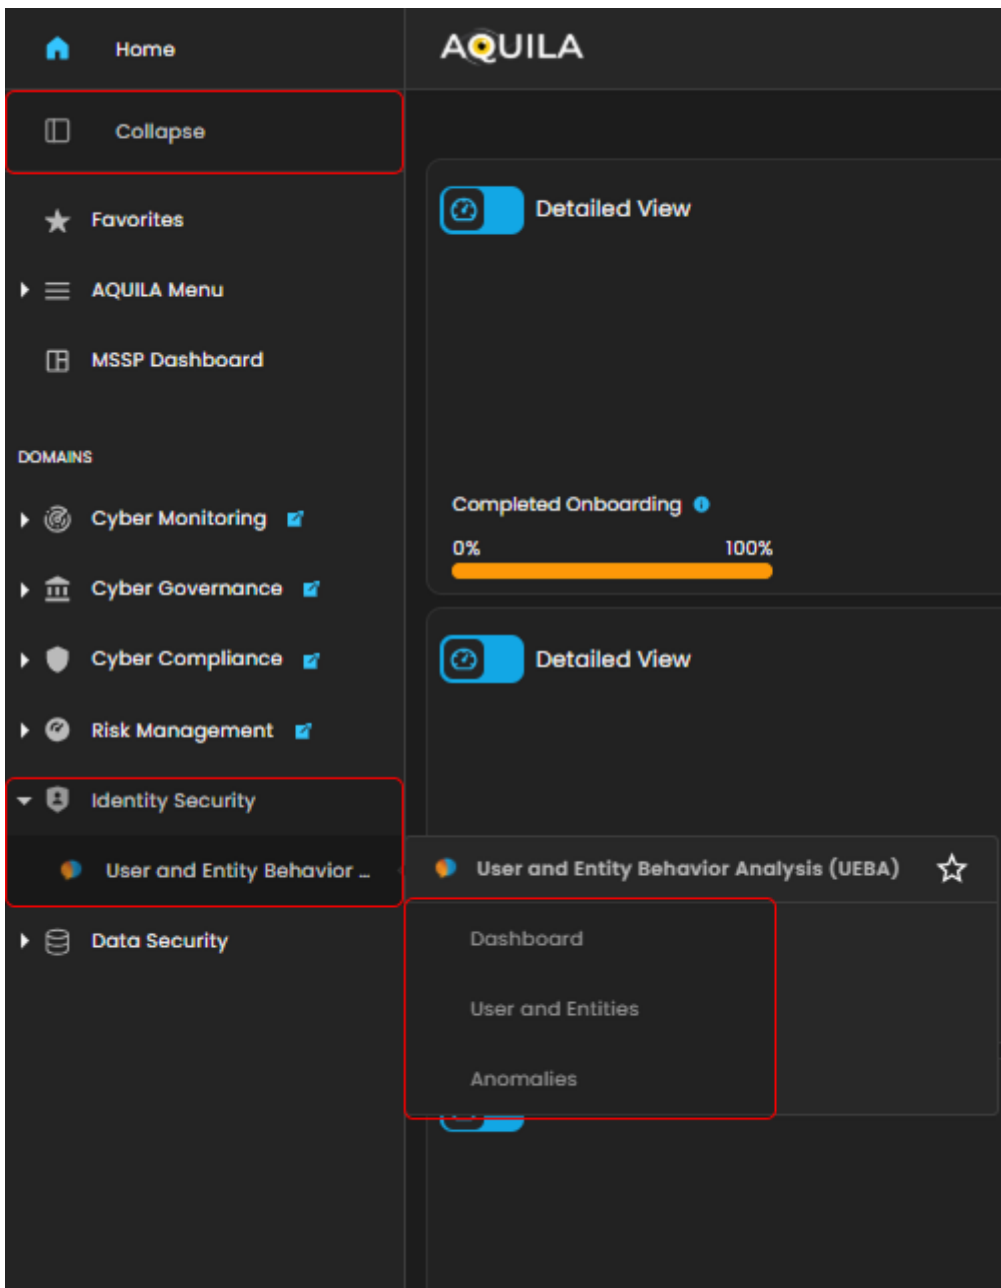 Home
AQUILA
Collapse
Favorites
AQUILA Menu
MSSP Dashboard
DOMAINS
Cyber Monitoring
Cyber Governance
Cyber Compliance
Risk Management
Identity Security
User and Entity Behavior ...
Data Security
Detailed View
Completed Onboarding
0% 100%
Detailed View
User and Entity Behavior Analysis (UEBA)
Dashboard
User and Entities
Anomalies